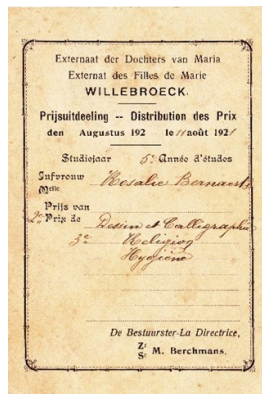 Externaat der Dochters van Maria
Externat des Filles de Marie
WILLEBROECK.
Prijsuitdeeling -- Distribution des Prix
den Augustus 192 le 11 août 1921
Studiejaar 5e Année d'études
Jufvrouw Rosalie Bernaerts
Melle
Prijs van
2e Prix de Dessin et Calligraphie
3e Religion
Hygiène
De Bestuurster-La Directrice,
Zr
Sr M. Berchmans.